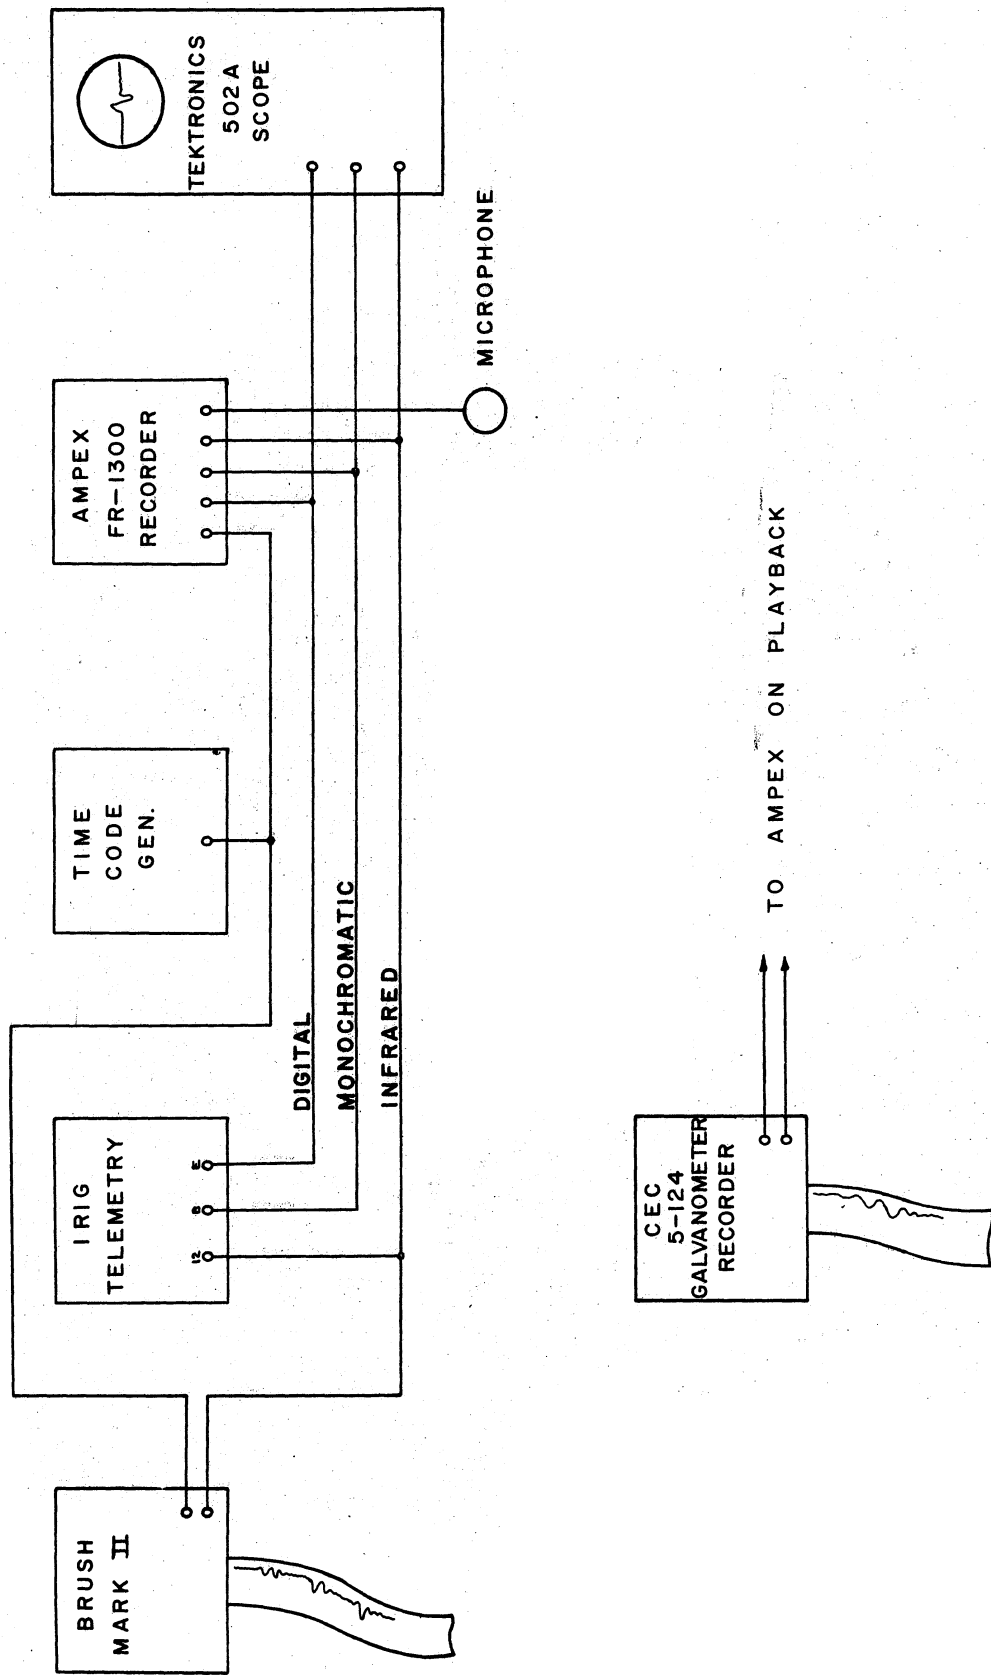 BRUSH
MARK II
IRIG
TELEMETRY
12
8
E
TIME
CODE
GEN.
AMPEX
FR-1300
RECORDER
TEKTRONICS
502A
SCOPE
DIGITAL
MONOCHROMATIC
INFRARED
MICROPHONE
CEC
5-124
GALVANOMETER
RECORDER
TO AMPEX ON PLAYBACK